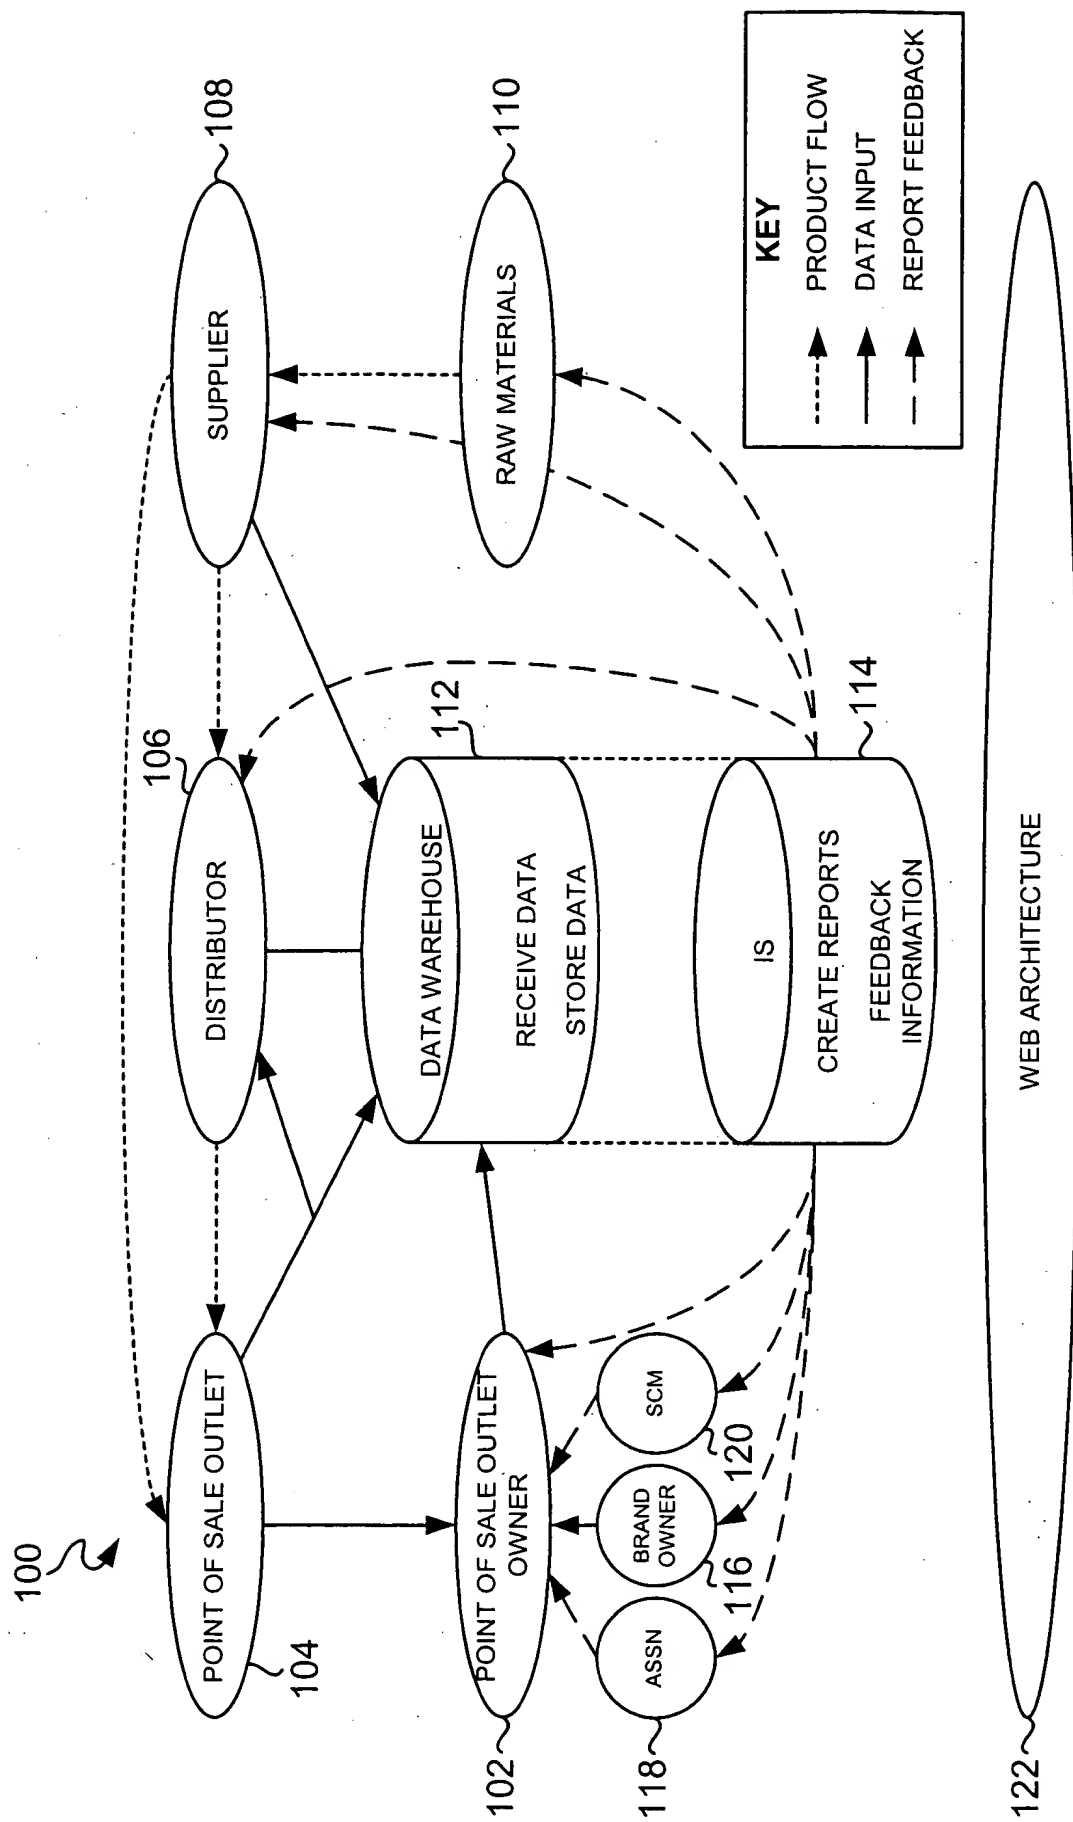 100
108
106
SUPPLIER
DISTRIBUTOR
POINT OF SALE OUTLET
104
110
RAW MATERIALS
112
DATA WAREHOUSE
RECEIVE DATA
STORE DATA
POINT OF SALE OUTLET
OWNER
102
SCM
120
BRAND
OWNER
116
ASSN
118
114
IS
CREATE REPORTS
FEEDBACK
INFORMATION
KEY
PRODUCT FLOW
DATA INPUT
REPORT FEEDBACK
WEB ARCHITECTURE
122